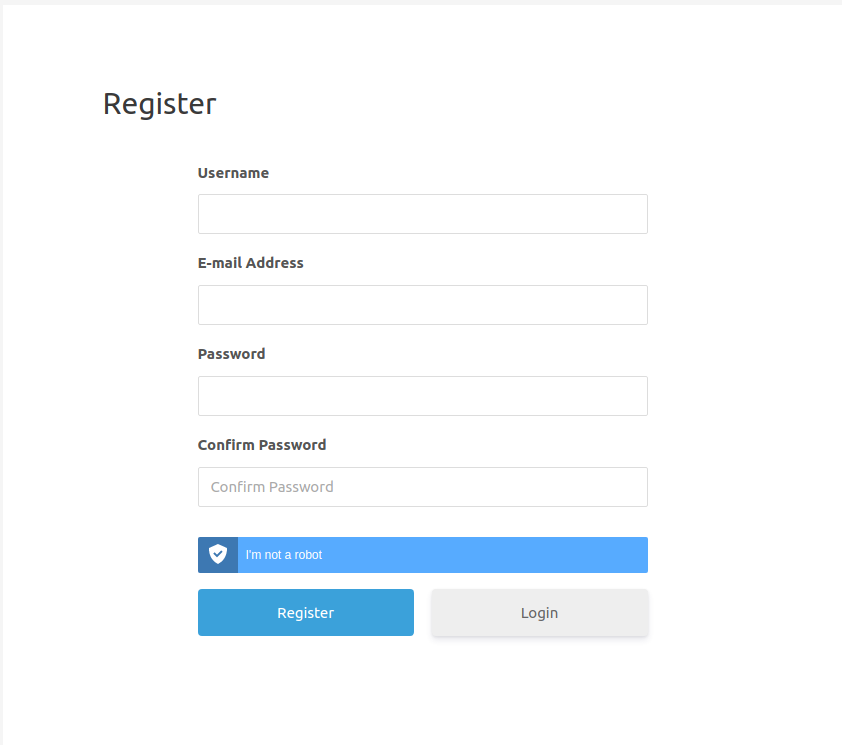 Register
Username
E-mail Address
Password
Confirm Password
Confirm Password
I'm not a robot
Register
Login